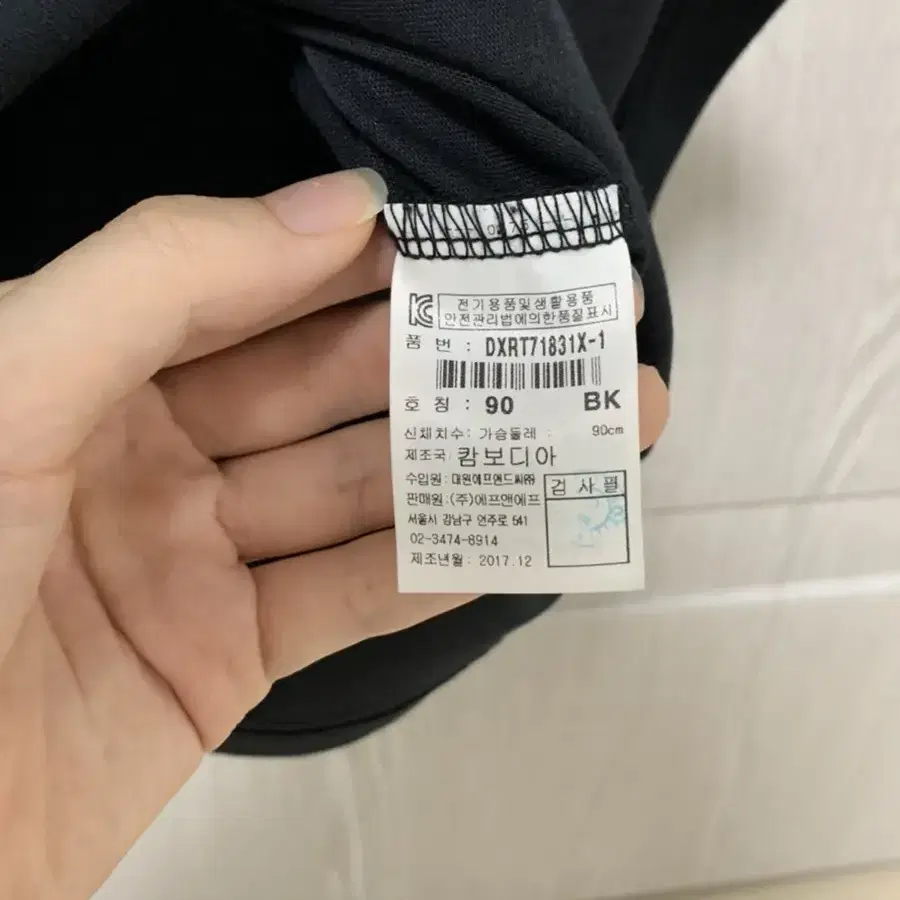 전기용품및생활용품
안전관리법에의한품질표시
품 번 : DXRT71831X-1
호 칭 : 90 BK
신체치수: 가슴둘레 : 90cm
제조국: 캄보디아
수입원: 대원에프엔드씨㈜
검 사 필
판매원:(주)에프앤에프
서울시 강남구 언주로 541
02-3474-8914
제조년월: 2017.12